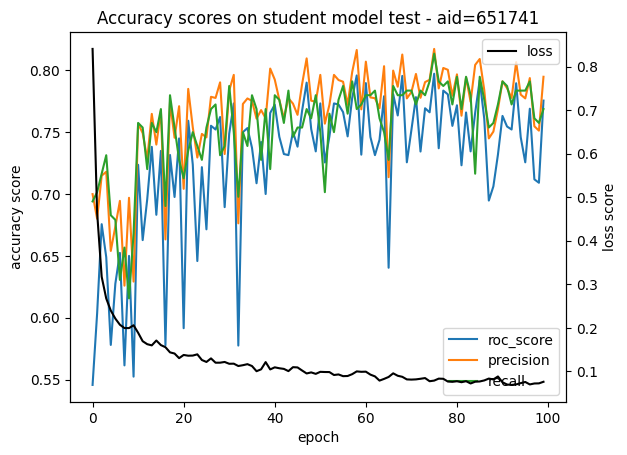 Accuracy scores on student model test - aid=651741
loss
0.80
0.75
0.70
0.65
0.60
0.55
accuracy score
0.8
0.7
0.6
0.5
0.4
0.3
0.2
0.1
loss score
roc_score
precision
recall
0
20
40
60
80
100
epoch